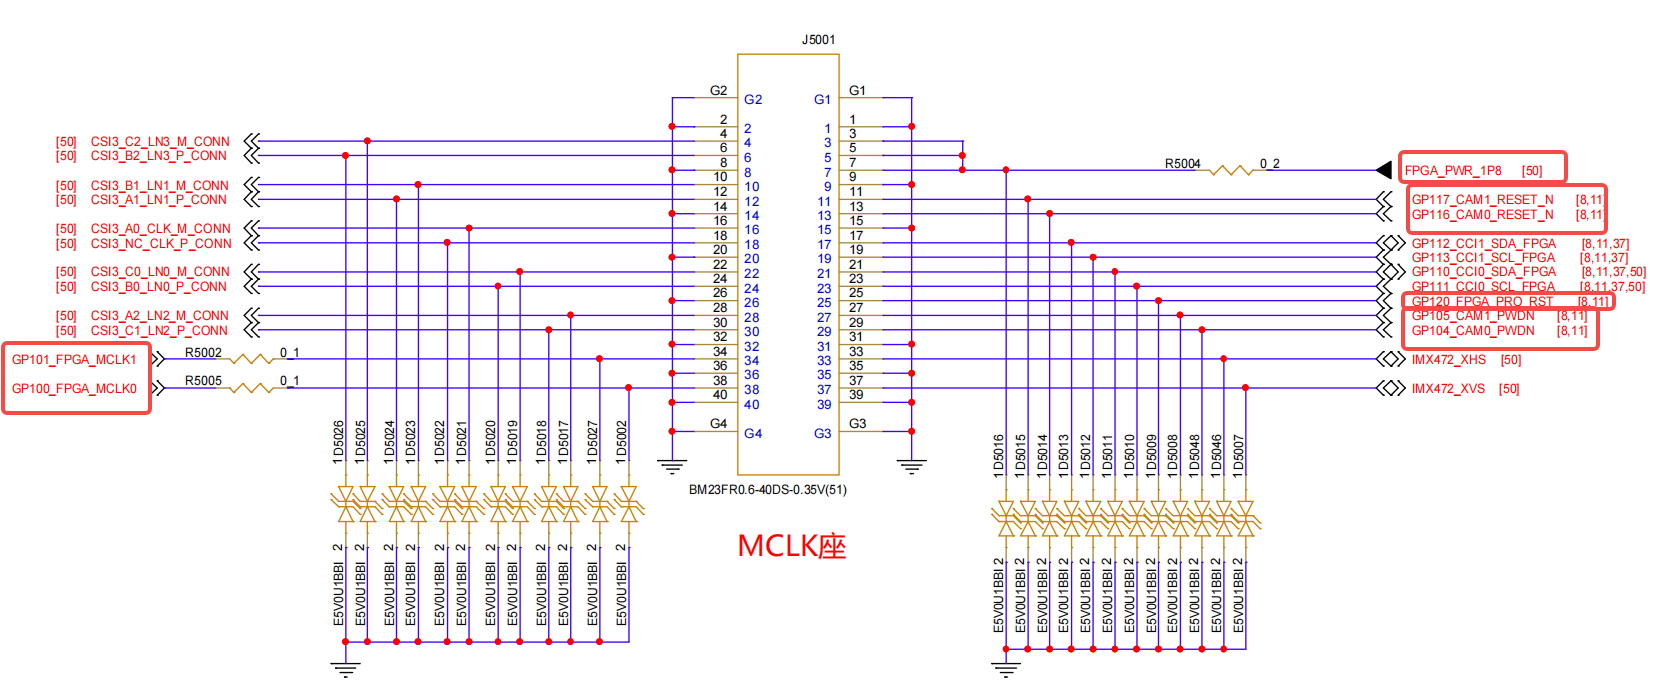 J5001
G2 G2 G1 G1
2 2 1 1
[50] CSI3_C2_LN3_M_CONN 4 4 3 3
[50] CSI3_B2_LN3_P_CONN 6 6 5 5
8 8 7 7 R5004 0_2 FPGA_PWR_1P8 [50]
[50] CSI3_B1_LN1_M_CONN 10 10 9 9
[50] CSI3_A1_LN1_P_CONN 12 12 11 11 GP117_CAM1_RESET_N [8,11]
14 14 13 13 GP116_CAM0_RESET_N [8,11]
[50] CSI3_A0_CLK_M_CONN 16 16 15 15
[50] CSI3_NC_CLK_P_CONN 18 18 17 17 GP112_CCI1_SDA_FPGA [8,11,37]
20 20 19 19 GP113_CCI1_SCL_FPGA [8,11,37]
[50] CSI3_C0_LN0_M_CONN 22 22 21 21 GP110_CCI0_SDA_FPGA [8,11,37,50]
[50] CSI3_B0_LN0_P_CONN 24 24 23 23 GP111_CCI0_SCL_FPGA [8,11,37,50]
26 26 25 25 GP120_FPGA_PRO_RST [8,11]
[50] CSI3_A2_LN2_M_CONN 28 28 27 27 GP105_CAM1_PWDN [8,11]
[50] CSI3_C1_LN2_P_CONN 30 30 29 29 GP104_CAM0_PWDN [8,11]
32 32 31 31
GP101_FPGA_MCLK1 R5002 0_1 34 34 33 33 IMX472_XHS [50]
36 36 35 35
GP100_FPGA_MCLK0 R5005 0_1 38 38 37 37 IMX472_XVS [50]
40 40 39 39
G4 G4 G3 G3
BM23FR0.6-40DS-0.35V(51)
MCLK座
1 D5026
1 D5025
1 D5024
1 D5023
1 D5022
1 D5021
1 D5020
1 D5019
1 D5018
1 D5017
1 D5027
1 D5002
E5V0U1BBI 2
E5V0U1BBI 2
E5V0U1BBI 2
E5V0U1BBI 2
E5V0U1BBI 2
E5V0U1BBI 2
E5V0U1BBI 2
E5V0U1BBI 2
E5V0U1BBI 2
E5V0U1BBI 2
E5V0U1BBI 2
E5V0U1BBI 2
1 D5016
1 D5015
1 D5014
1 D5013
1 D5012
1 D5011
1 D5010
1 D5009
1 D5008
1 D5048
1 D5046
1 D5007
E5V0U1BBI 2
E5V0U1BBI 2
E5V0U1BBI 2
E5V0U1BBI 2
E5V0U1BBI 2
E5V0U1BBI 2
E5V0U1BBI 2
E5V0U1BBI 2
E5V0U1BBI 2
E5V0U1BBI 2
E5V0U1BBI 2
E5V0U1BBI 2